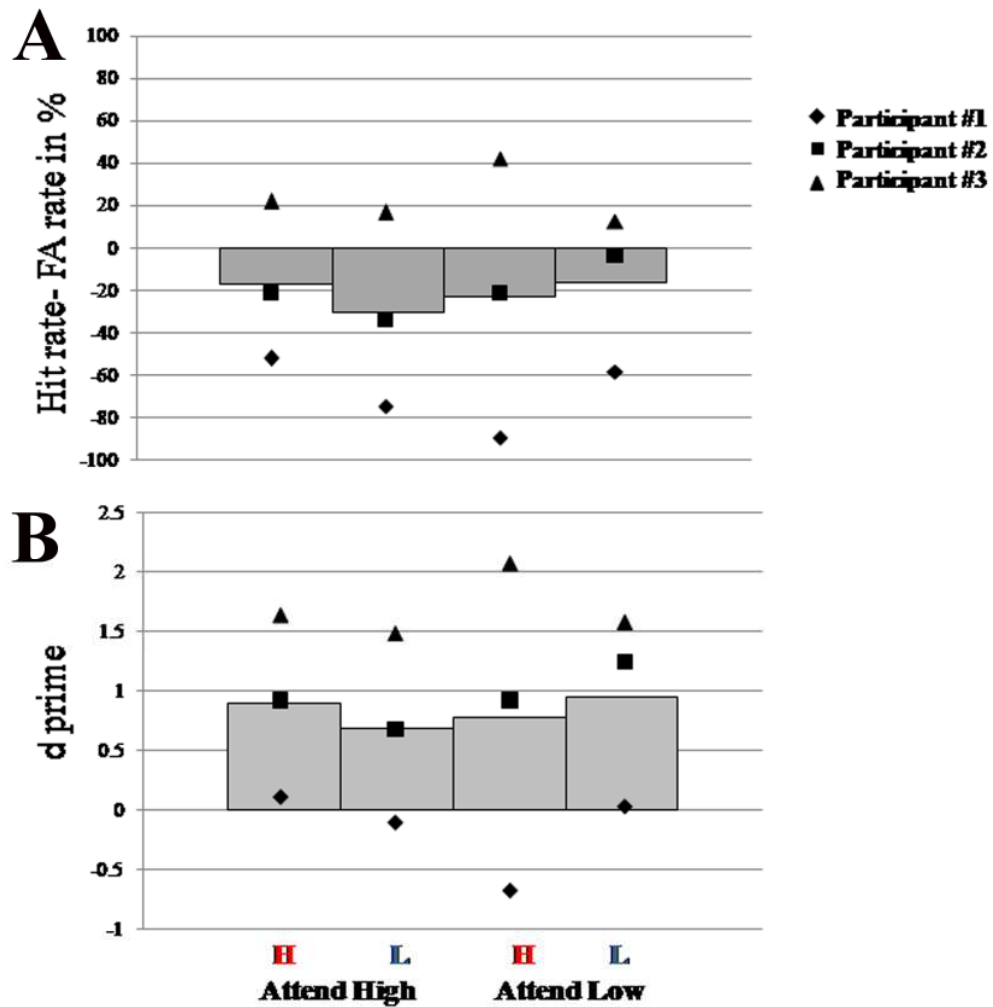 A
Hit rate- FA rate in %
100
80
60
40
20
0
-20
-40
-60
-80
-100
Participant #1
Participant #2
Participant #3
B
d prime
2.5
2
1.5
1
0.5
0
-0.5
-1
H L H L
Attend High Attend Low